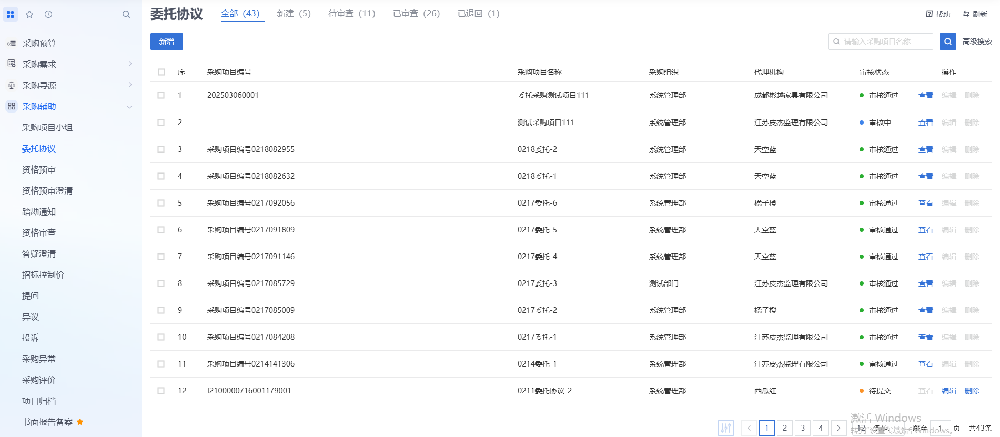 委托协议
全部（43） 新建（5） 待审查（11） 已审查（26） 已退回（1）
帮助 刷新
新增
请输入采购项目名称
高级搜索
采购预算
采购需求
采购寻源
采购辅助
采购项目小组
委托协议
资格预审
资格预审澄清
踏勘通知
资格审查
答疑澄清
招标控制价
提问
异议
投诉
采购异常
采购评价
项目归档
书面报告备案
序 采购项目编号 采购项目名称 采购组织 代理机构 审核状态 操作
1 202503060001 委托采购测试项目111 系统管理部 成都彬越家具有限公司 审核通过 查看 编辑 删除
2 -- 测试采购项目111 系统管理部 江苏皮杰监理有限公司 审核中 查看 编辑 删除
3 采购项目编号0218082955 0218委托-2 系统管理部 天空蓝 审核通过 查看 编辑 删除
4 采购项目编号0218082632 0218委托-1 系统管理部 天空蓝 审核通过 查看 编辑 删除
5 采购项目编号0217092056 0217委托-6 系统管理部 橘子橙 审核通过 查看 编辑 删除
6 采购项目编号0217091809 0217委托-5 系统管理部 天空蓝 审核通过 查看 编辑 删除
7 采购项目编号0217091146 0217委托-4 系统管理部 天空蓝 审核通过 查看 编辑 删除
8 采购项目编号0217085729 0217委托-3 测试部门 江苏皮杰监理有限公司 审核通过 查看 编辑 删除
9 采购项目编号0217085009 0217委托-2 系统管理部 橘子橙 审核通过 查看 编辑 删除
10 采购项目编号0217084208 0217委托-1 系统管理部 江苏皮杰监理有限公司 审核通过 查看 编辑 删除
11 采购项目编号0214141306 0214委托-1 系统管理部 江苏皮杰监理有限公司 审核通过 查看 编辑 删除
12 I2100000716001179001 0211委托协议-2 系统管理部 西瓜红 待提交 查看 编辑 删除
1 2 3 4 12 条/页 跳至 1 页 共43条
激活 Windows
转到"设置"以激活 Windows。